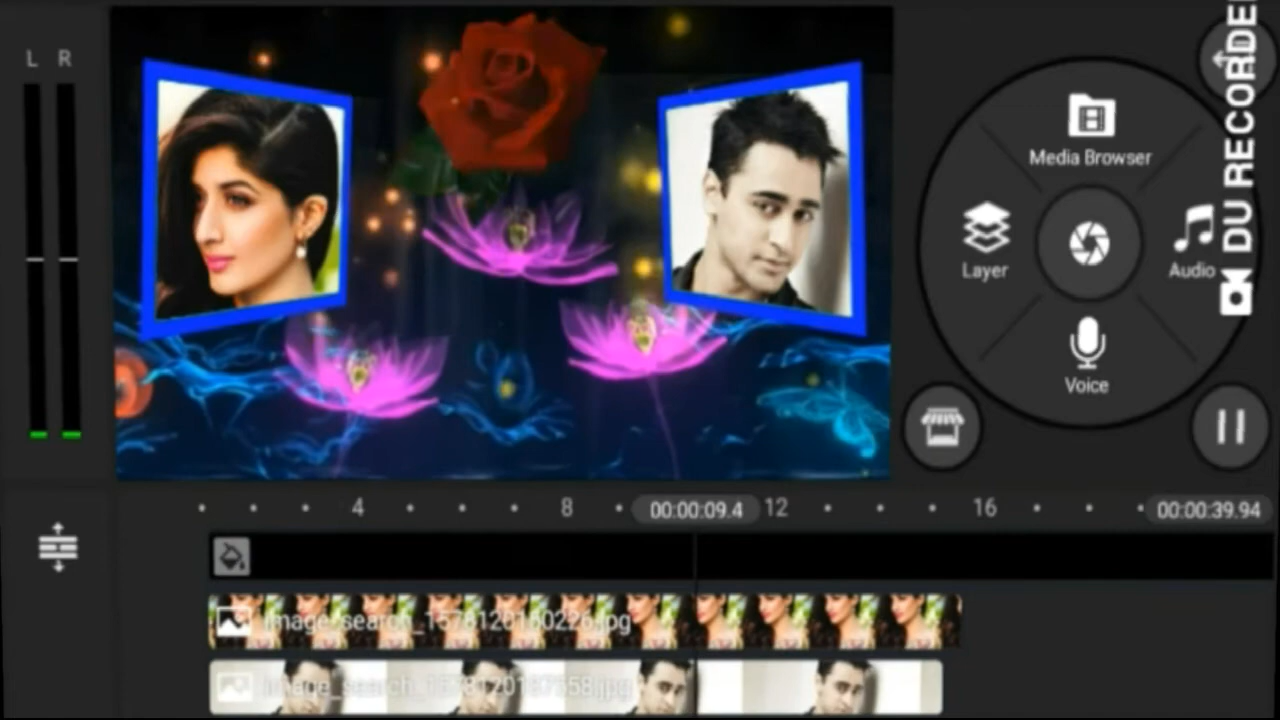 L R
Media Browser
Layer
Audio
Voice
DU RECORDE
4
8
00:00:09.4
12
16
00:00:39.94
image_search_1578120160226.jpg